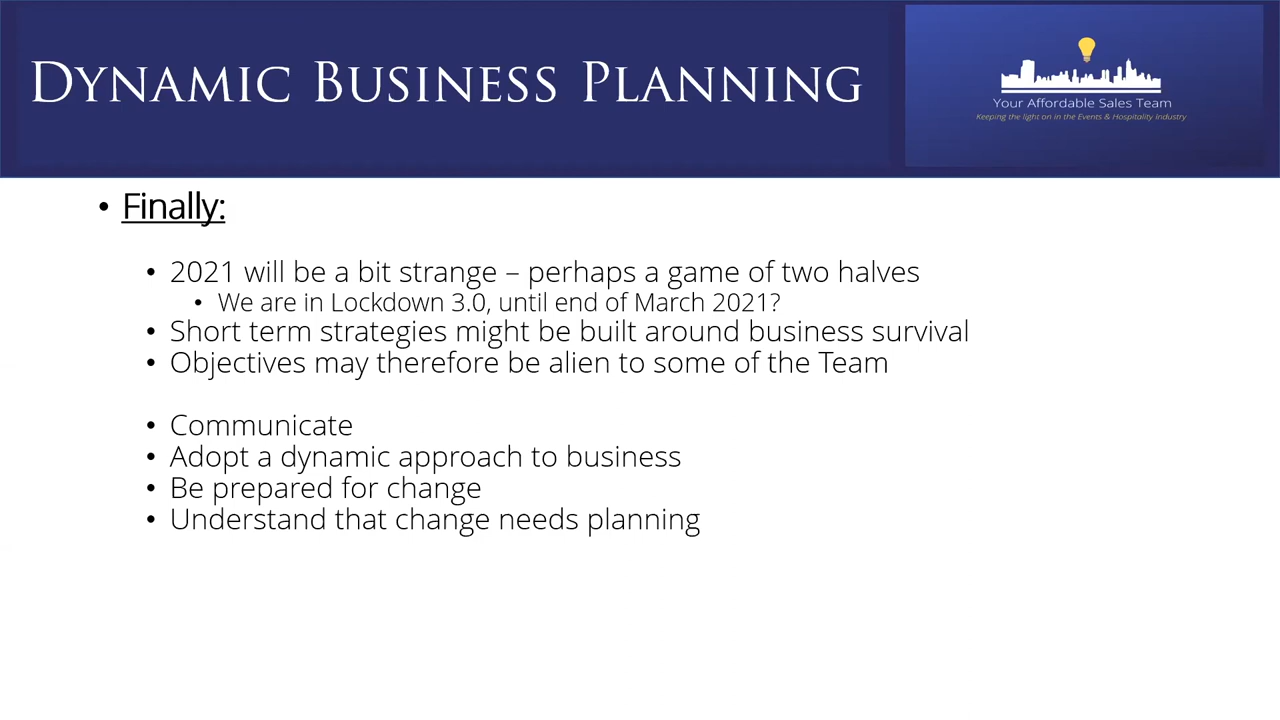 Dynamic Business Planning
Your Affordable Sales Team
Keeping the light on in the Events & Hospitality Industry
• Finally:
• 2021 will be a bit strange – perhaps a game of two halves
• We are in Lockdown 3.0, until end of March 2021?
• Short term strategies might be built around business survival
• Objectives may therefore be alien to some of the Team
• Communicate
• Adopt a dynamic approach to business
• Be prepared for change
• Understand that change needs planning